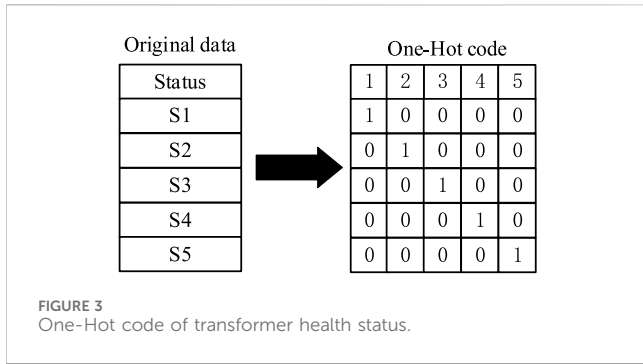 Original data
One-Hot code
Status
1 2 3 4 5
S1
1 0 0 0 0
S2
0 1 0 0 0
S3
0 0 1 0 0
S4
0 0 0 1 0
S5
0 0 0 0 1
FIGURE 3
One-Hot code of transformer health status.